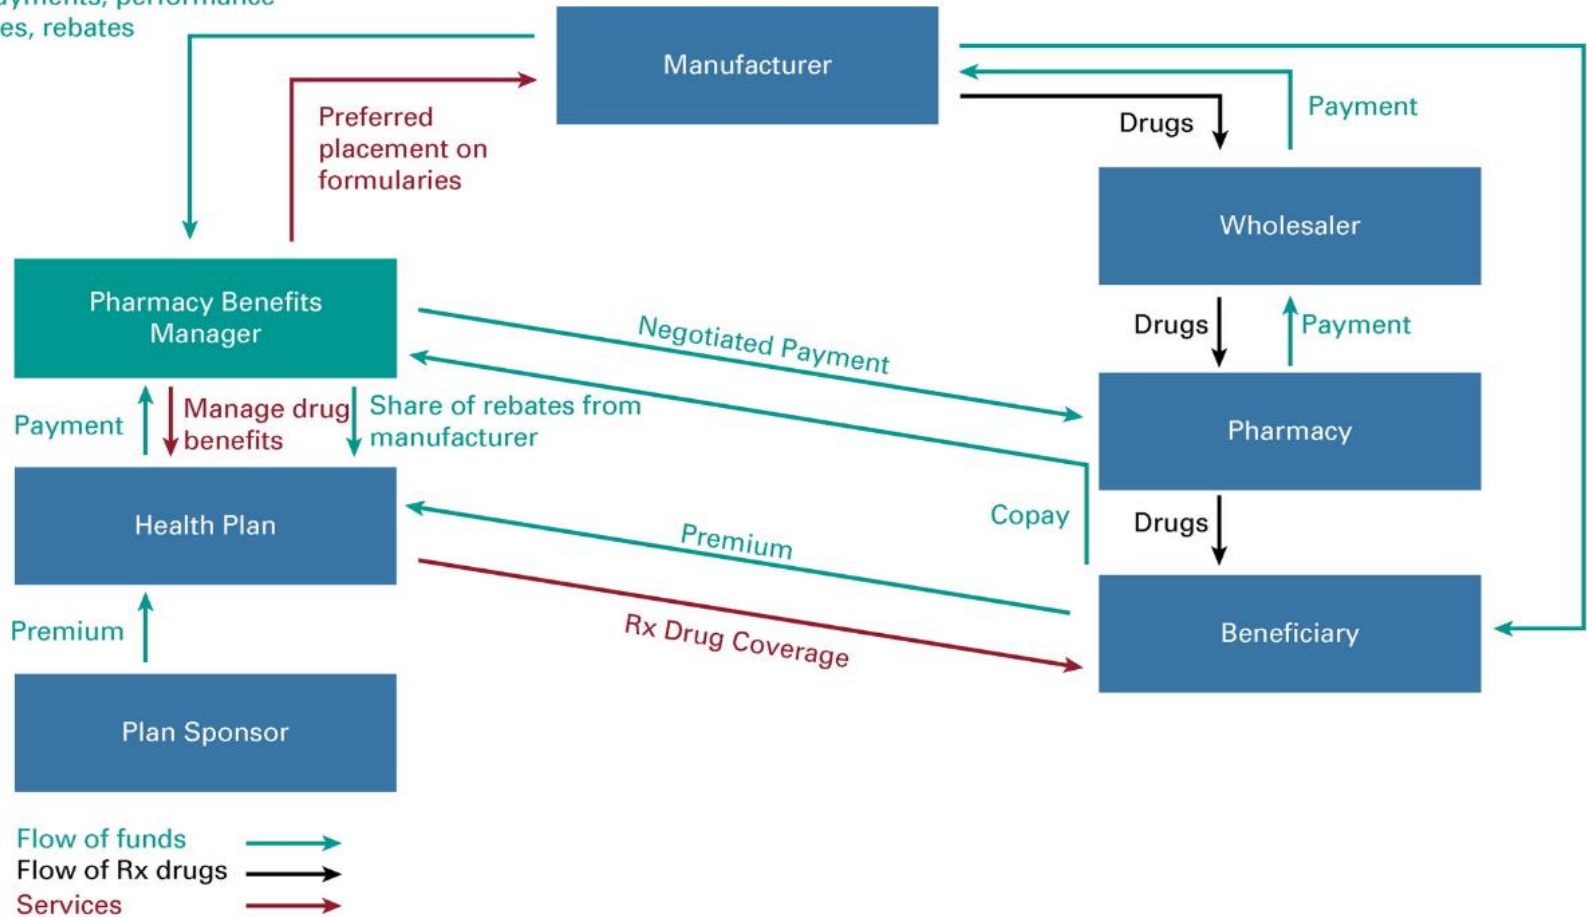 payments, performance
rebates
Manufacturer
Preferred
placement on
formularies
Drugs
Payment
Wholesaler
Pharmacy Benefits
Manager
Negotiated Payment
Drugs
Payment
Payment
Manage drug
benefits
Share of rebates from
manufacturer
Pharmacy
Health Plan
Copay
Drugs
Premium
Premium
Rx Drug Coverage
Beneficiary
Plan Sponsor
Flow of funds
Flow of Rx drugs
Services